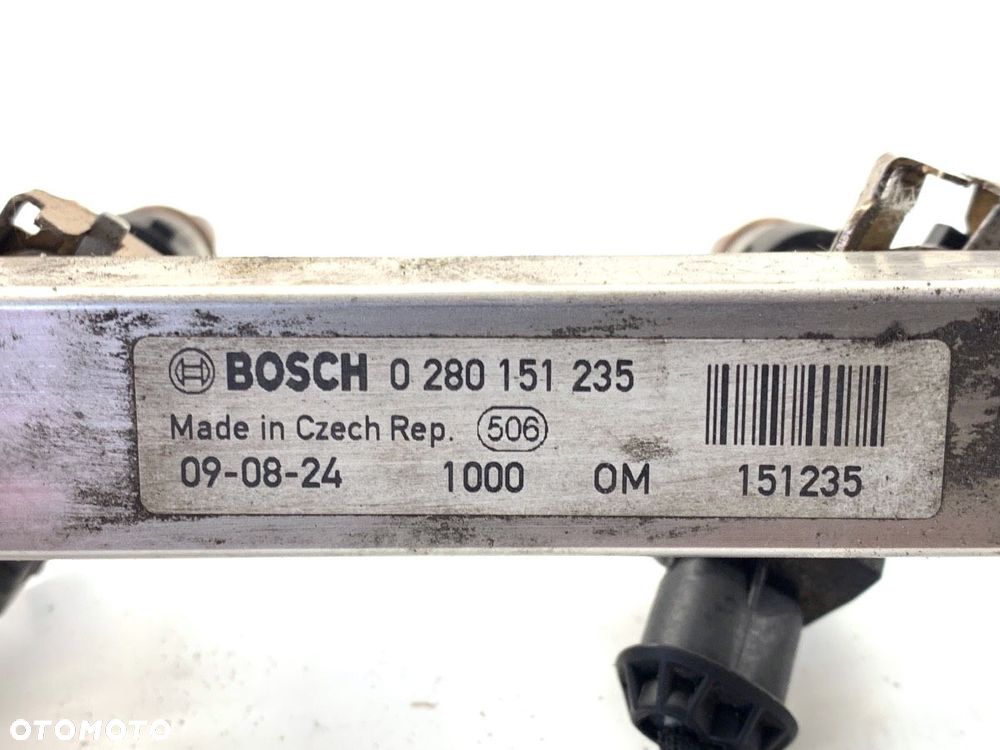 BOSCH 0 280 151 235
Made in Czech Rep. 506
09-08-24 1000 OM 151235
OTOMOTO